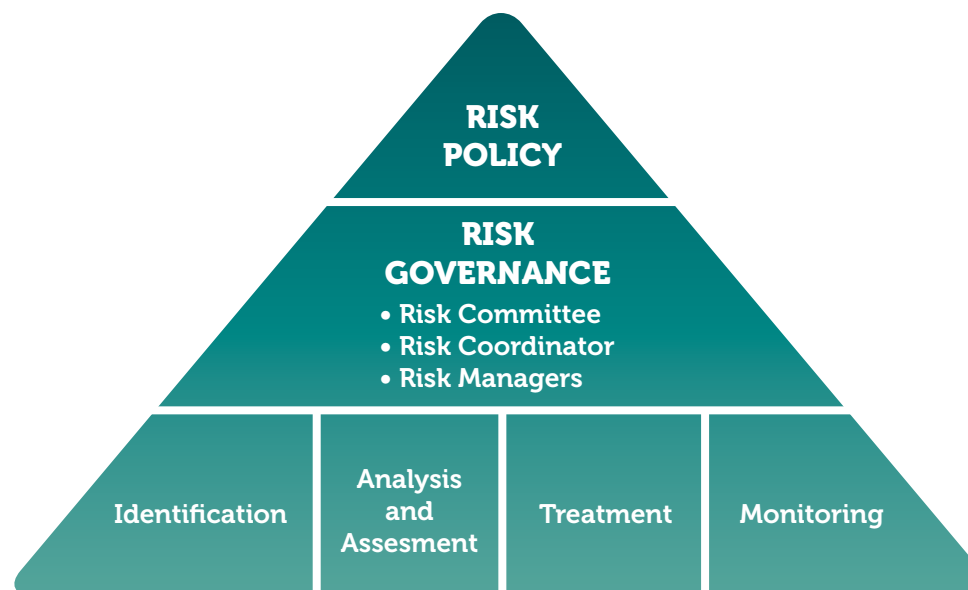 RISK
POLICY
RISK
GOVERNANCE
• Risk Committee
• Risk Coordinator
• Risk Managers
Identification
Analysis
and
Assesment
Treatment
Monitoring